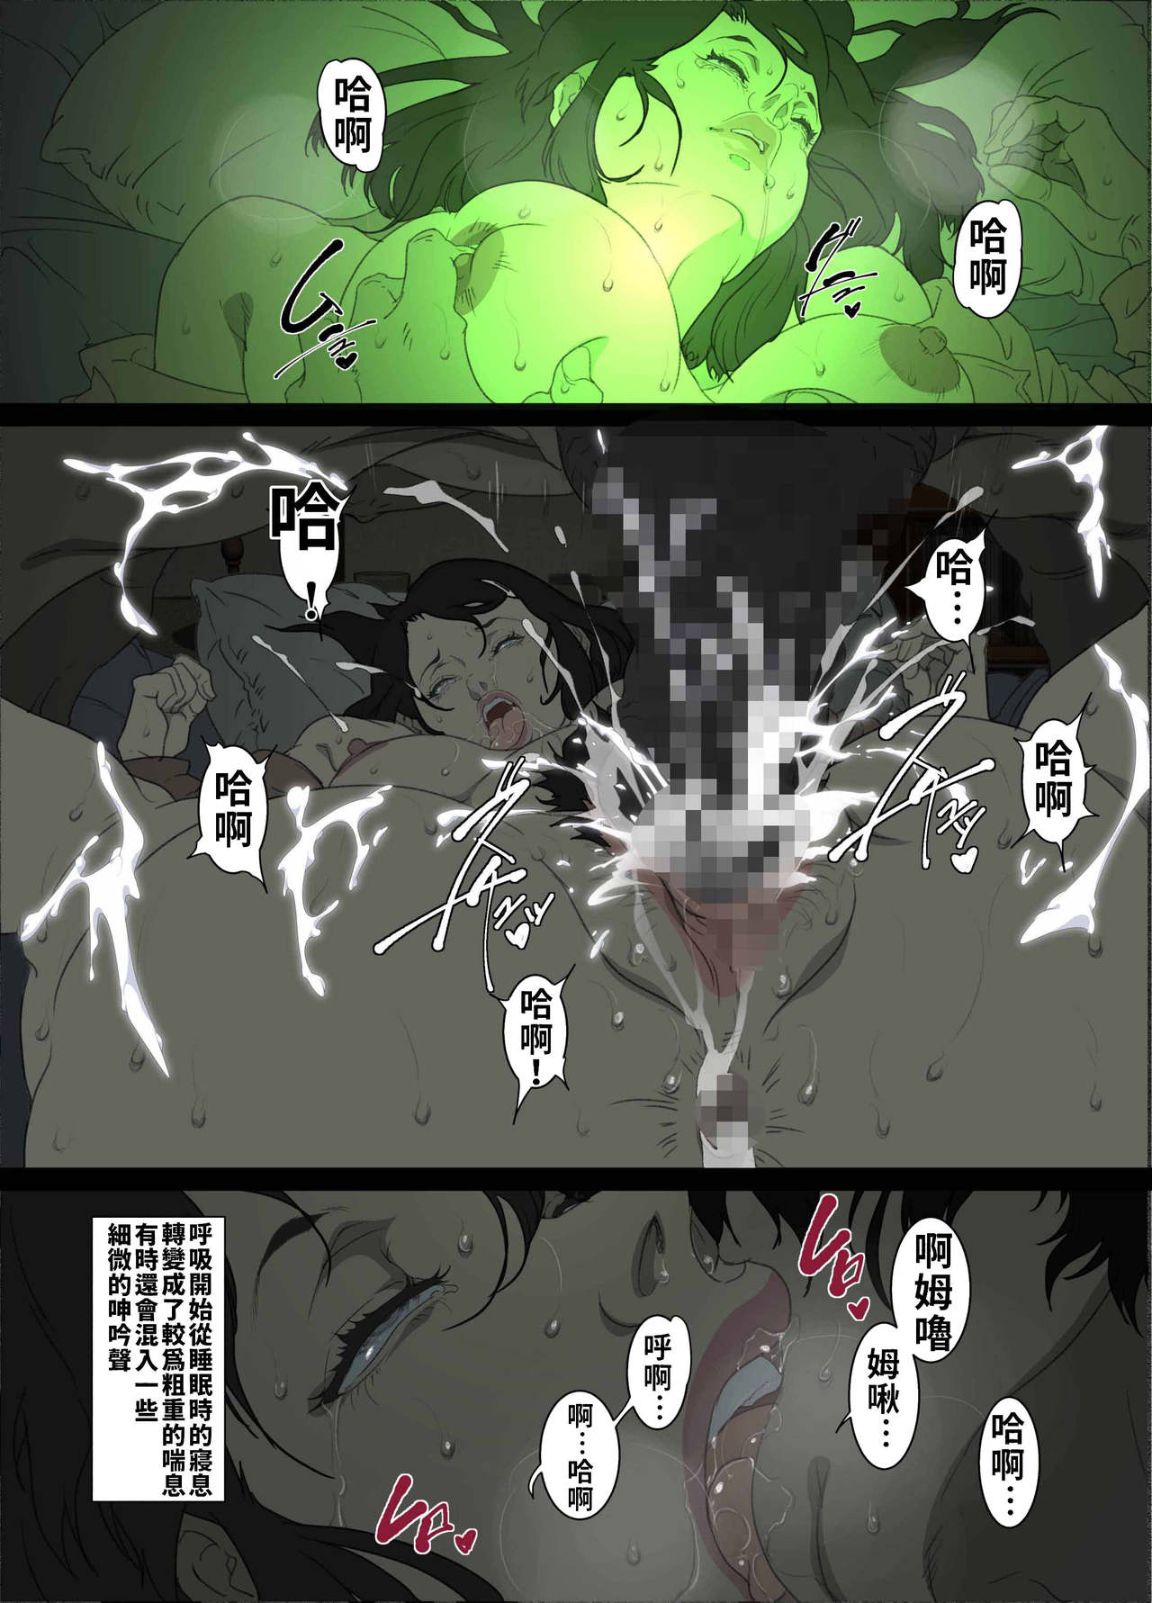 哈啊
哈啊
哈！
哈…
哈啊
哈啊
哈啊！
啊姆嚕
姆啾…
哈啊…
呼啊…
啊…哈啊
呼吸開始從睡眠時的寢息
轉變成了較爲粗重的喘息
有時還會混入一些
細微的呻吟聲